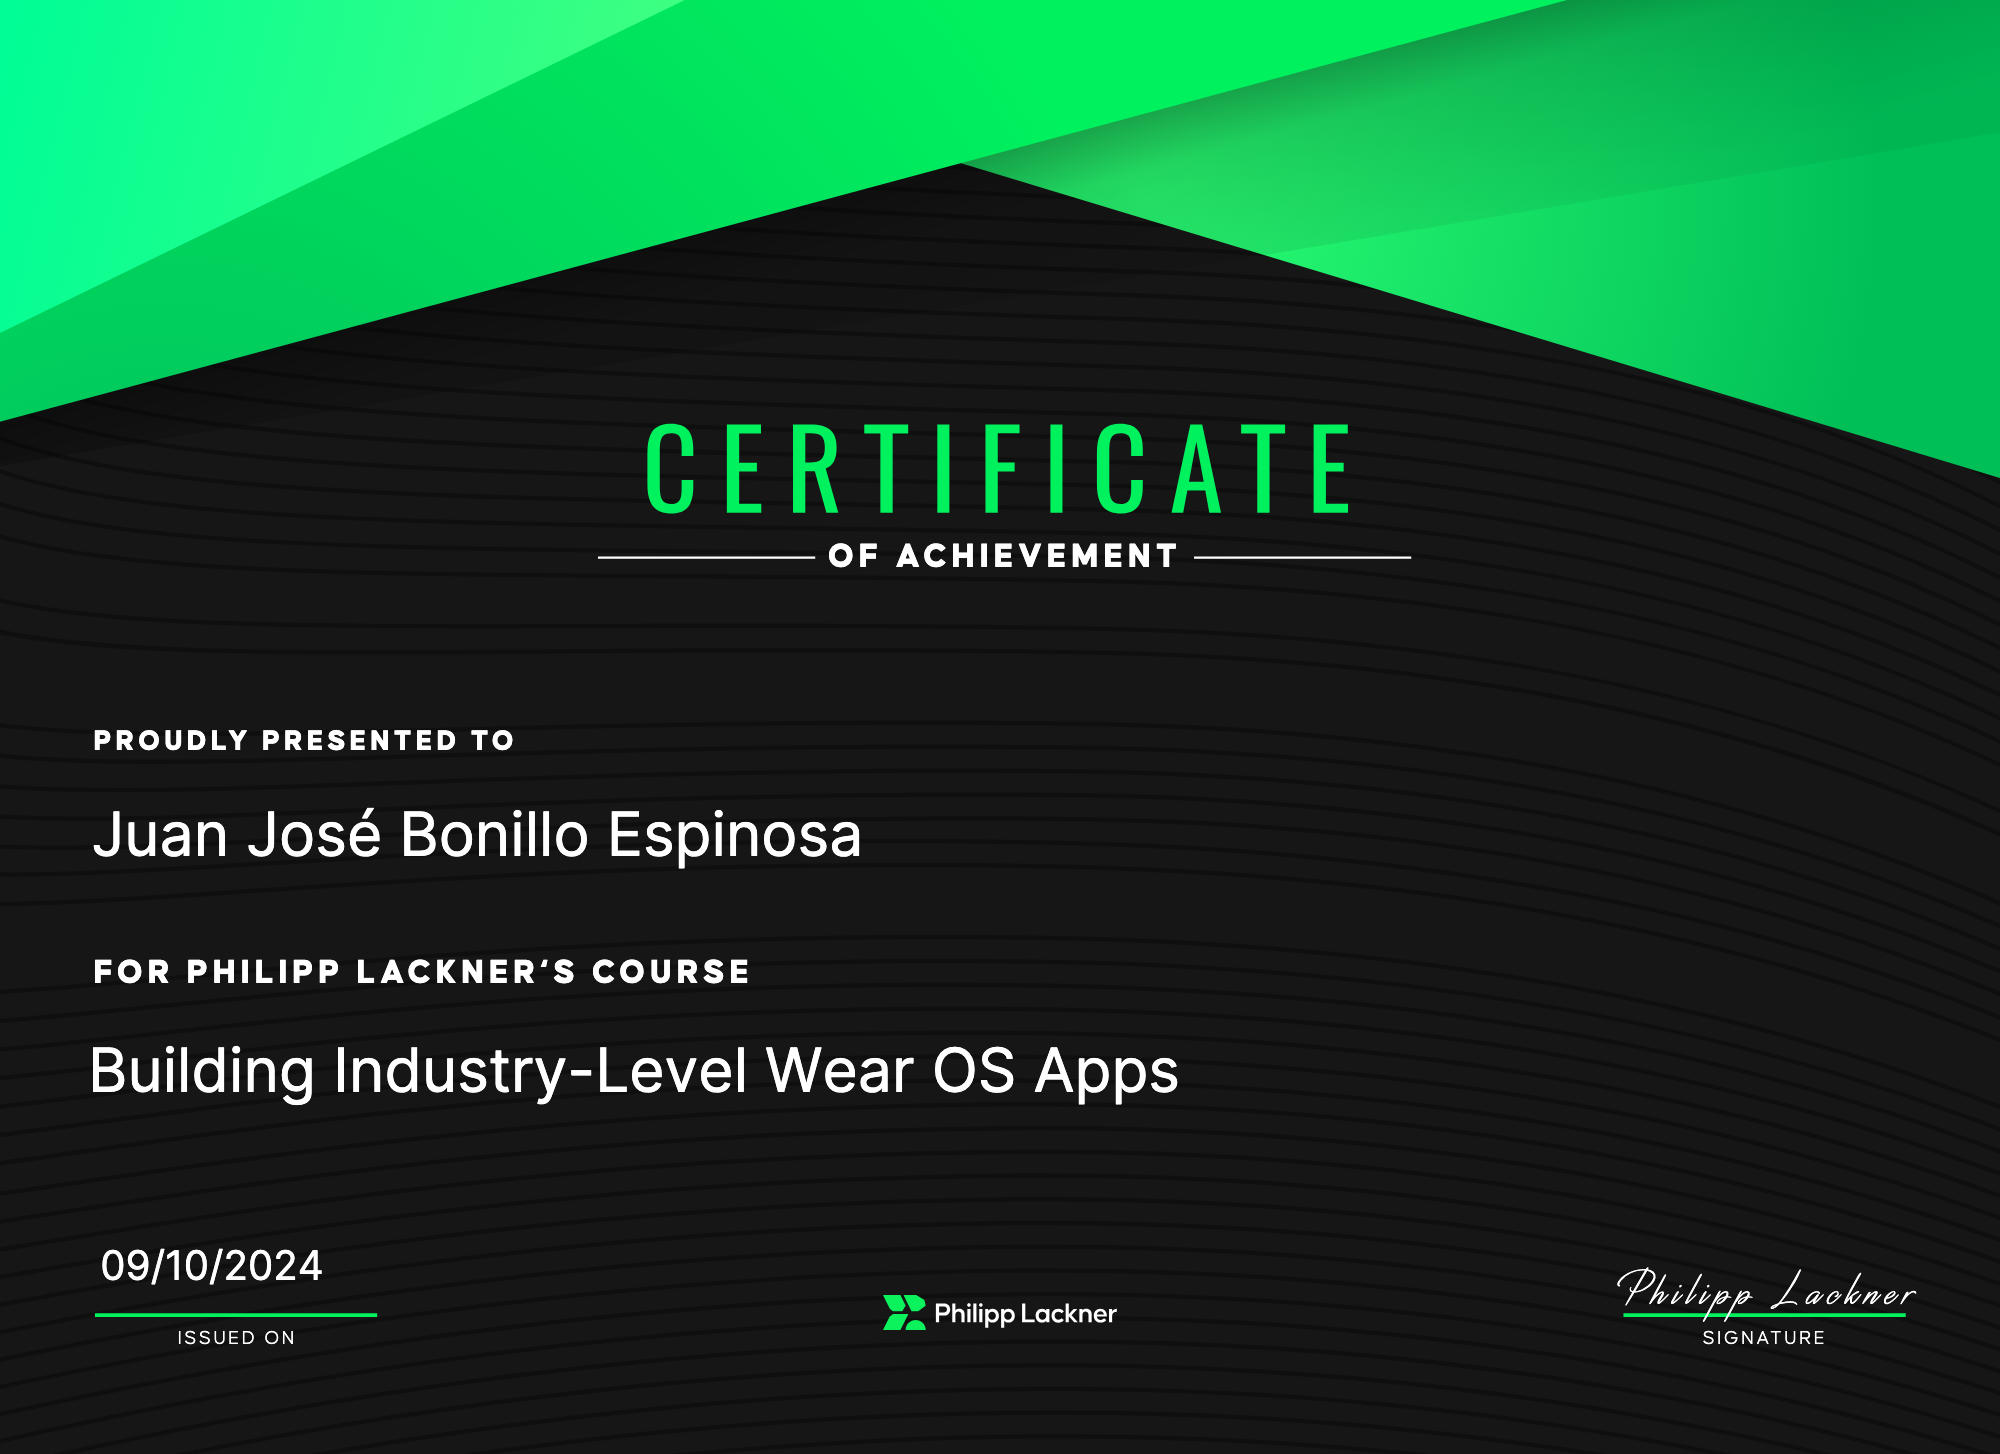 CERTIFICATE
OF ACHIEVEMENT
PROUDLY PRESENTED TO
Juan José Bonillo Espinosa
FOR PHILIPP LACKNER‘S COURSE
Building Industry-Level Wear OS Apps
09/10/2024
ISSUED ON
Philipp Lackner
Philipp Lackner
SIGNATURE